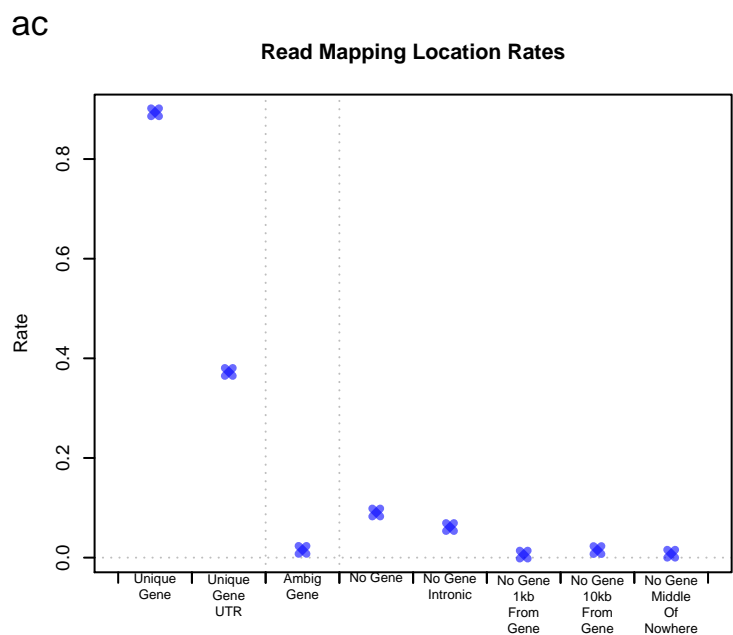 ac
Read Mapping Location Rates
Rate
0.8
0.6
0.4
0.2
0.0
Unique
Gene
Unique
Gene
UTR
Ambig
Gene
No Gene
No Gene
Intronic
No Gene
1kb
From
Gene
No Gene
10kb
From
Gene
No Gene
Middle
Of
Nowhere